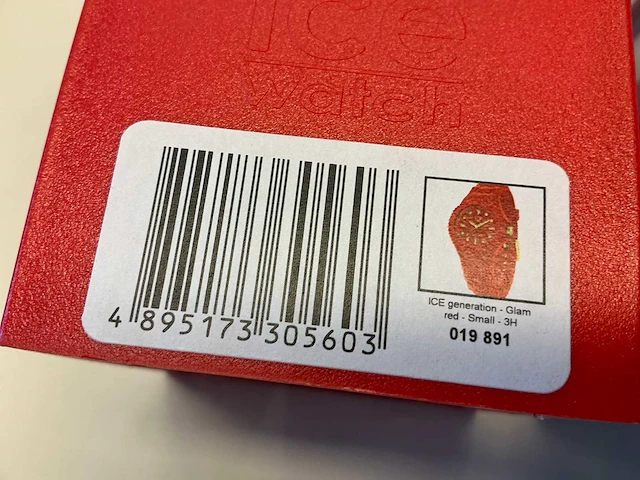 ice
watch
4 895173 305603
ICE generation - Glam
red - Small - 3H
019 891